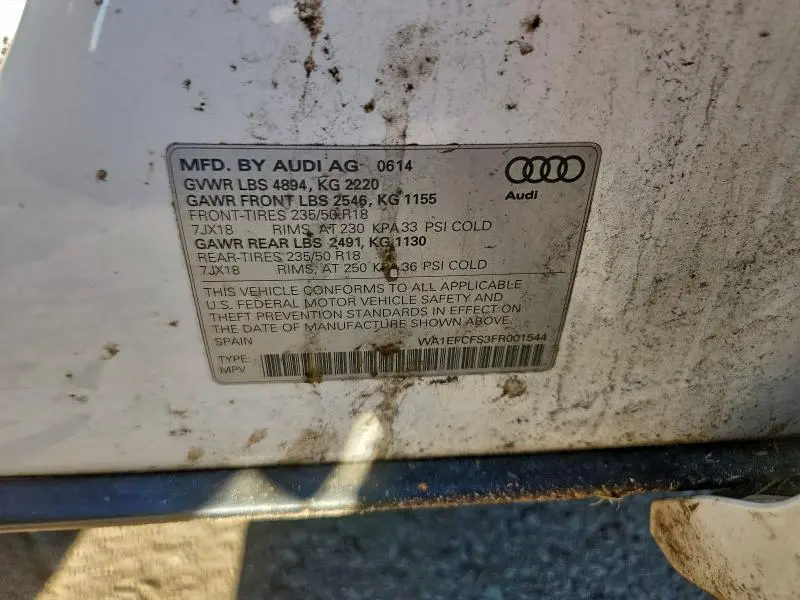 MFD. BY AUDI AG 0614
GVWR LBS 4894, KG 2220
GAWR FRONT LBS 2546, KG 1155
FRONT-TIRES 235/50 R18
7JX18 RIMS, AT 230 KPA 33 PSI COLD
GAWR REAR LBS 2491, KG 1130
REAR-TIRES 235/50 R18
7JX18 RIMS, AT 250 KPA 36 PSI COLD
Audi
THIS VEHICLE CONFORMS TO ALL APPLICABLE
U.S. FEDERAL MOTOR VEHICLE SAFETY AND
THEFT PREVENTION STANDARDS IN EFFECT ON
THE DATE OF MANUFACTURE SHOWN ABOVE.
SPAIN WA1EFCFS3FR001544
TYPE:
MPV